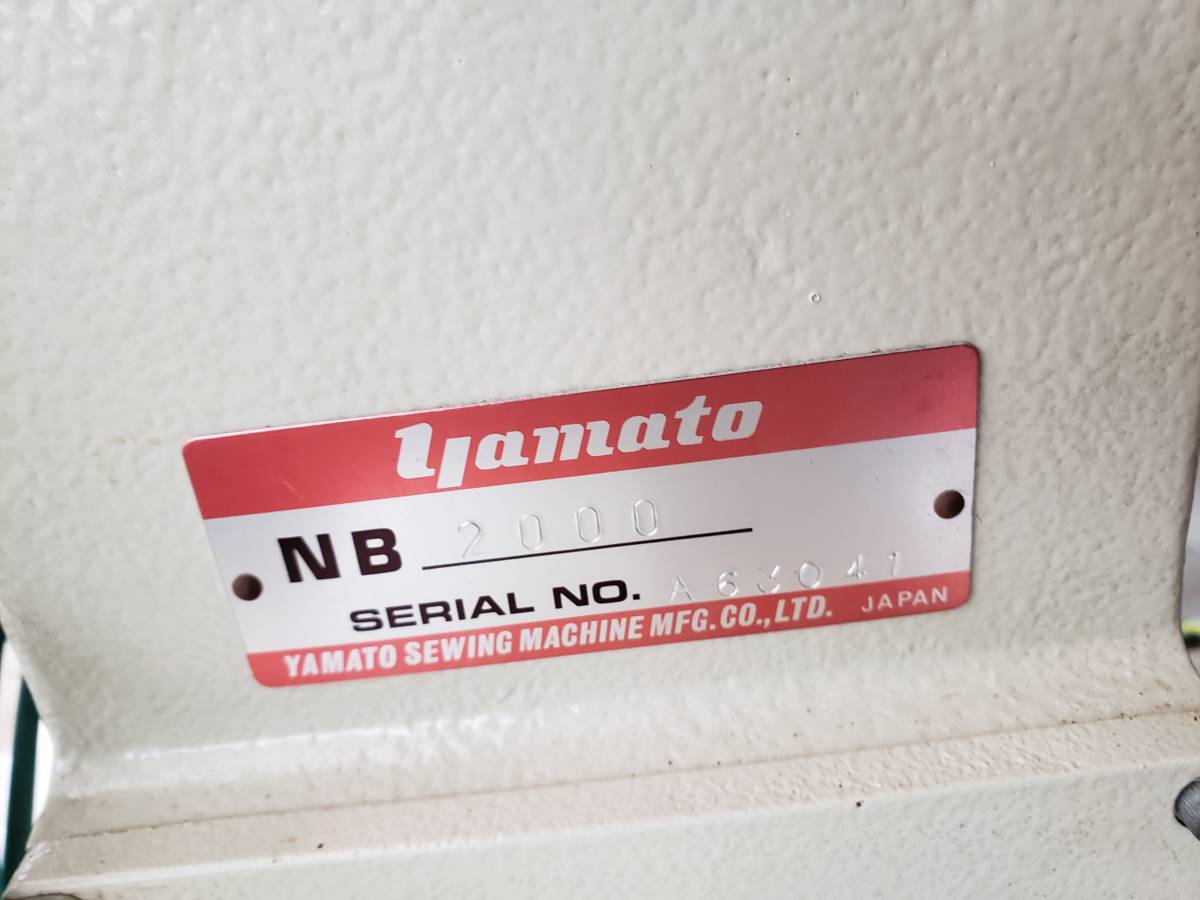 yamato
NB 2000
SERIAL NO. A63041
YAMATO SEWING MACHINE MFG. CO., LTD. JAPAN